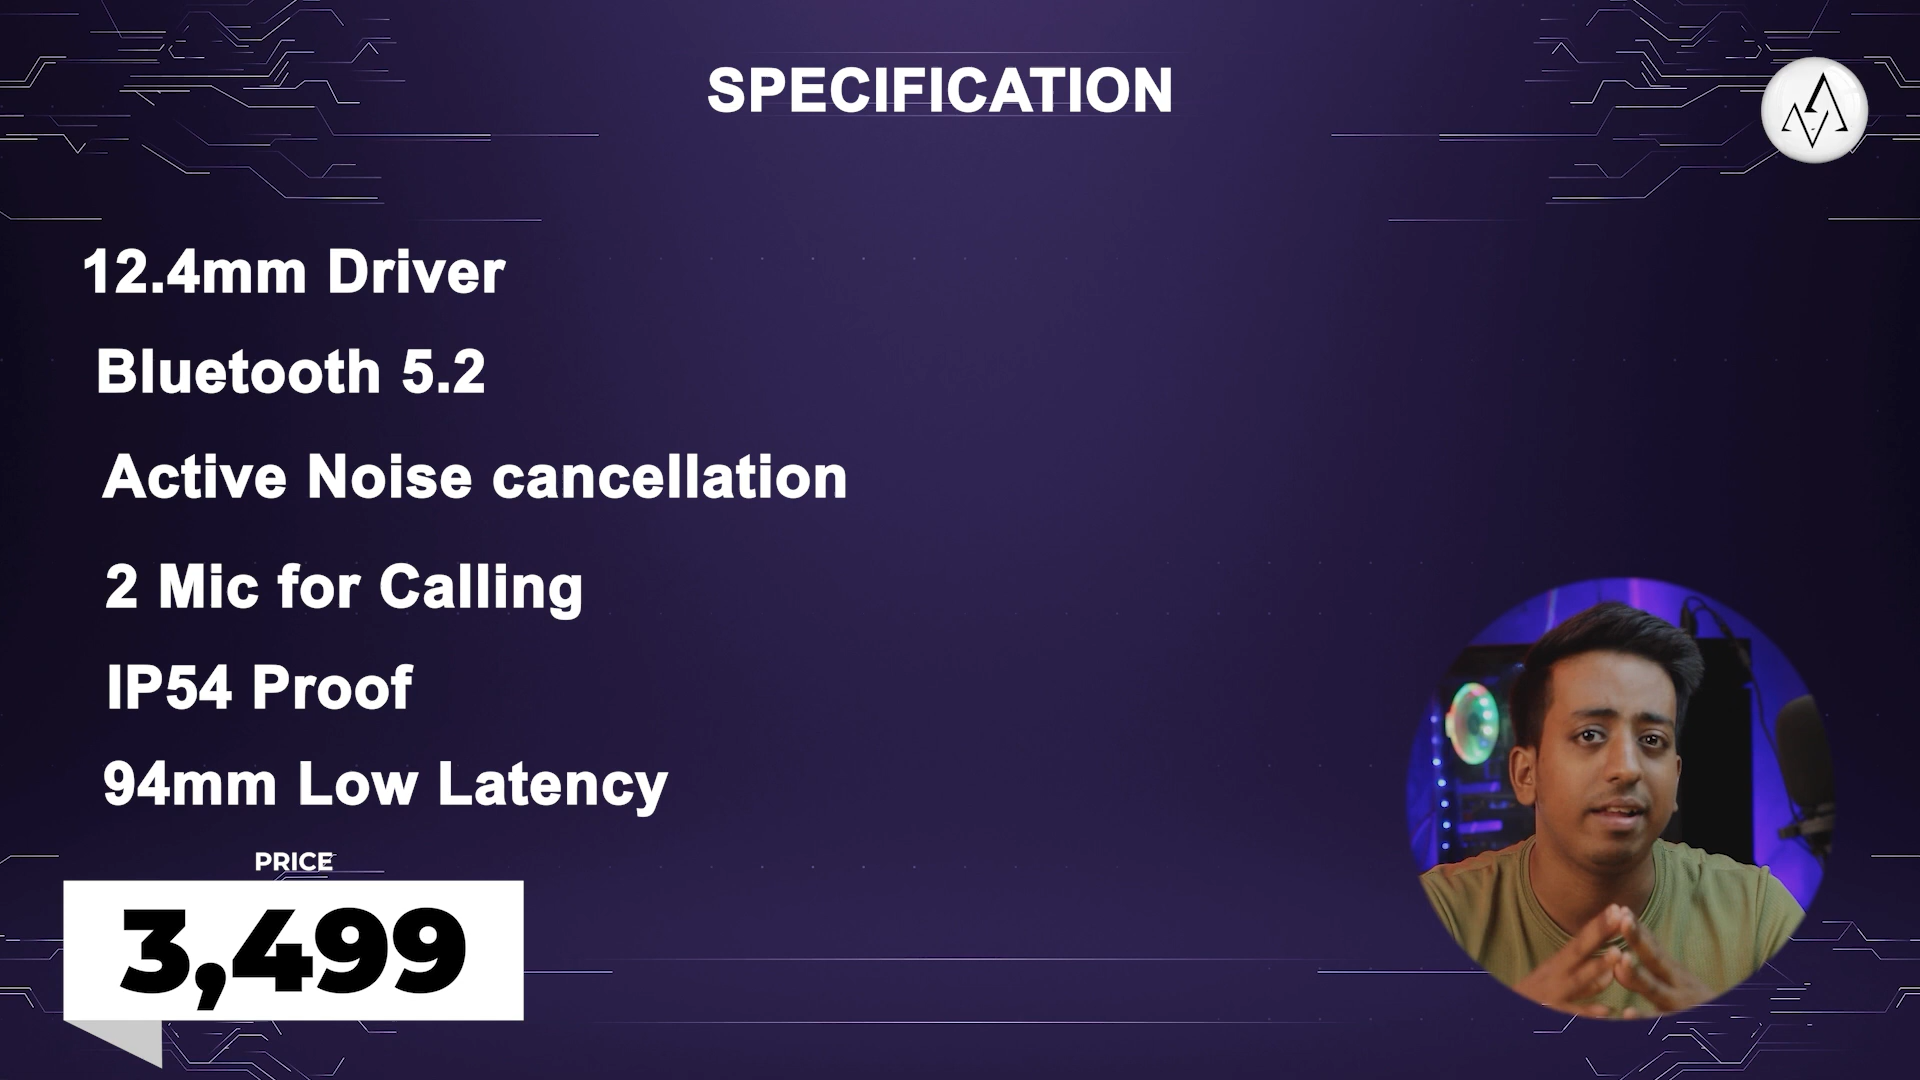 SPECIFICATION
12.4mm Driver
Bluetooth 5.2
Active Noise cancellation
2 Mic for Calling
IP54 Proof
94mm Low Latency
PRICE
3,499